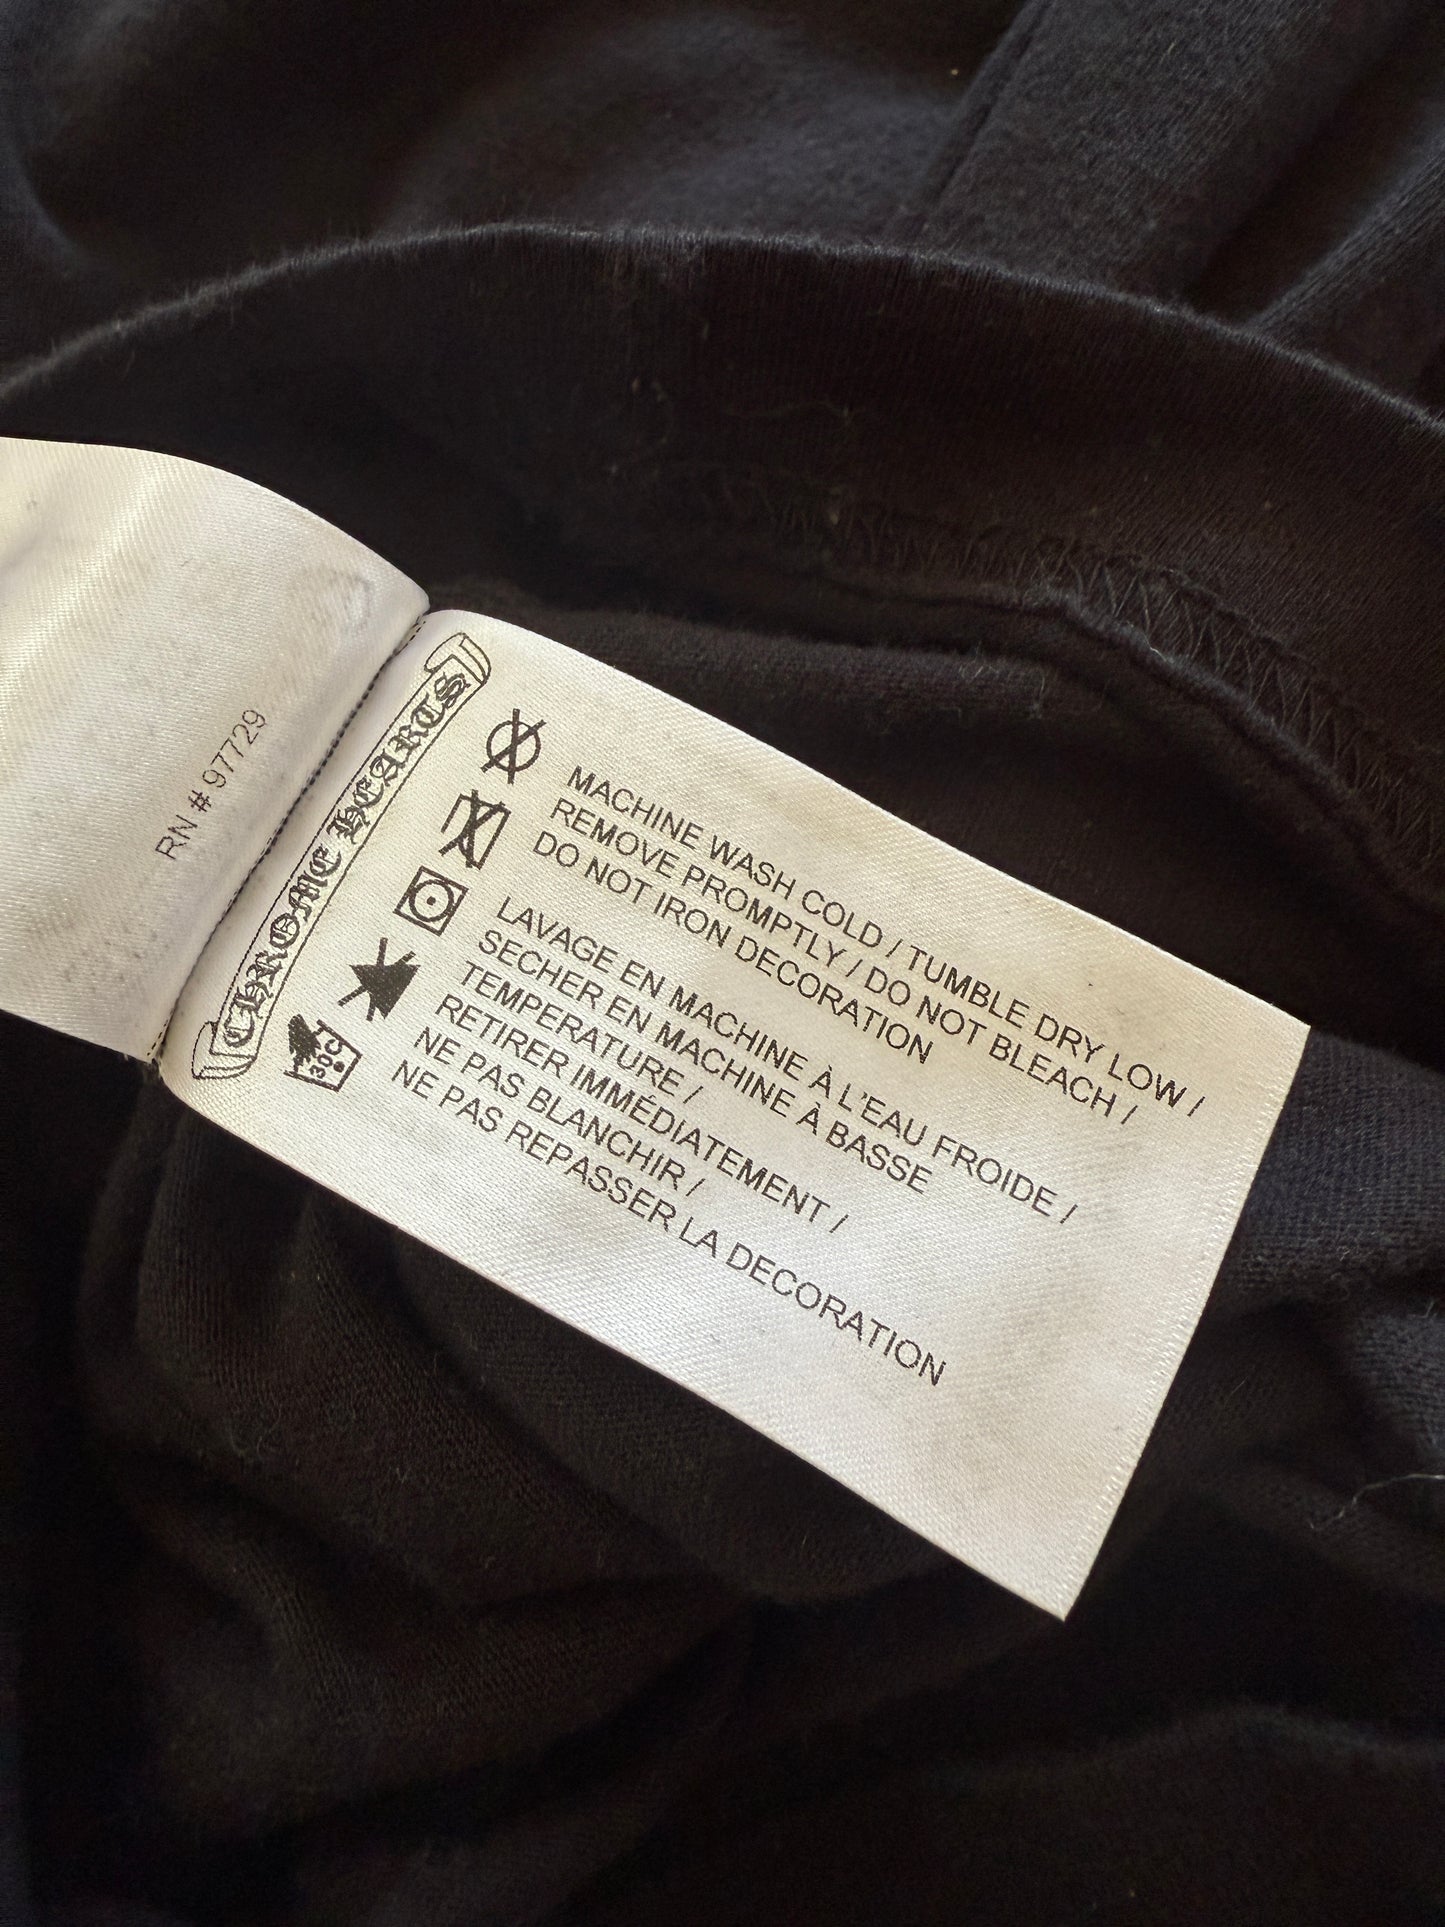 RN # 97729
CHROME HEARTS
MACHINE WASH COLD / TUMBLE DRY LOW /
REMOVE PROMPTLY / DO NOT BLEACH /
DO NOT IRON DECORATION
LAVAGE EN MACHINE À L'EAU FROIDE /
SECHER EN MACHINE À BASSE
TEMPERATURE /
RETIRER IMMÉDIATEMENT /
NE PAS BLANCHIR /
NE PAS REPASSER LA DECORATION
30C